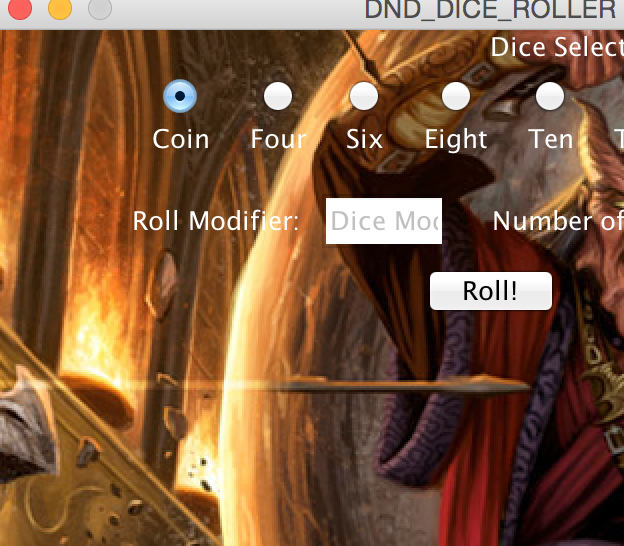 DND_DICE_ROLLER
Dice Select
Coin Four Six Eight Ten T
Roll Modifier: Dice Mod Number of
Roll!